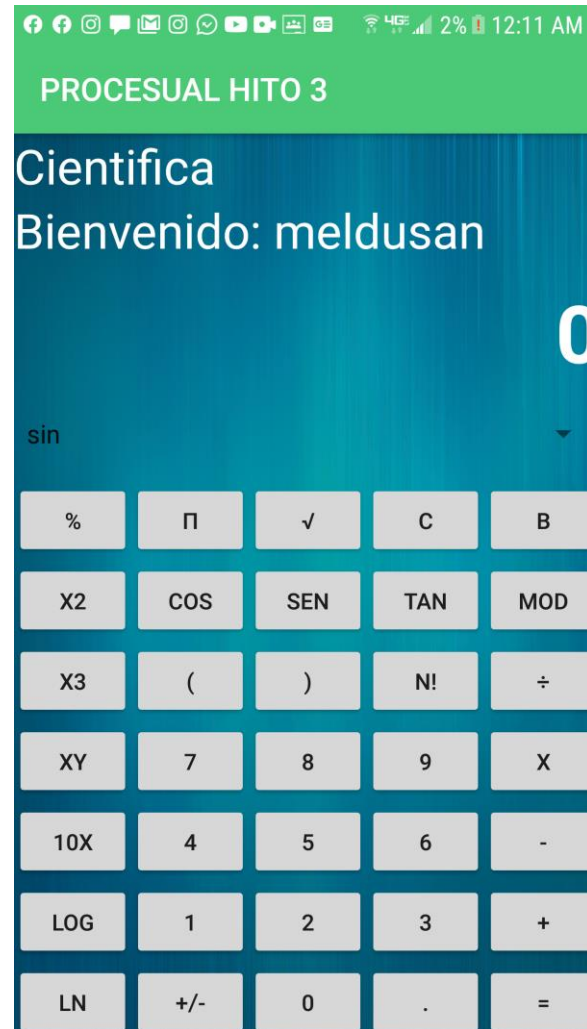 4GE 2% 12:11 AM
PROCESUAL HITO 3
Cientifica
Bienvenido: meldusan
0
sin
% П √ C B
X2 COS SEN TAN MOD
X3 ( ) N! ÷
XY 7 8 9 X
10X 4 5 6 -
LOG 1 2 3 +
LN +/- 0 . =